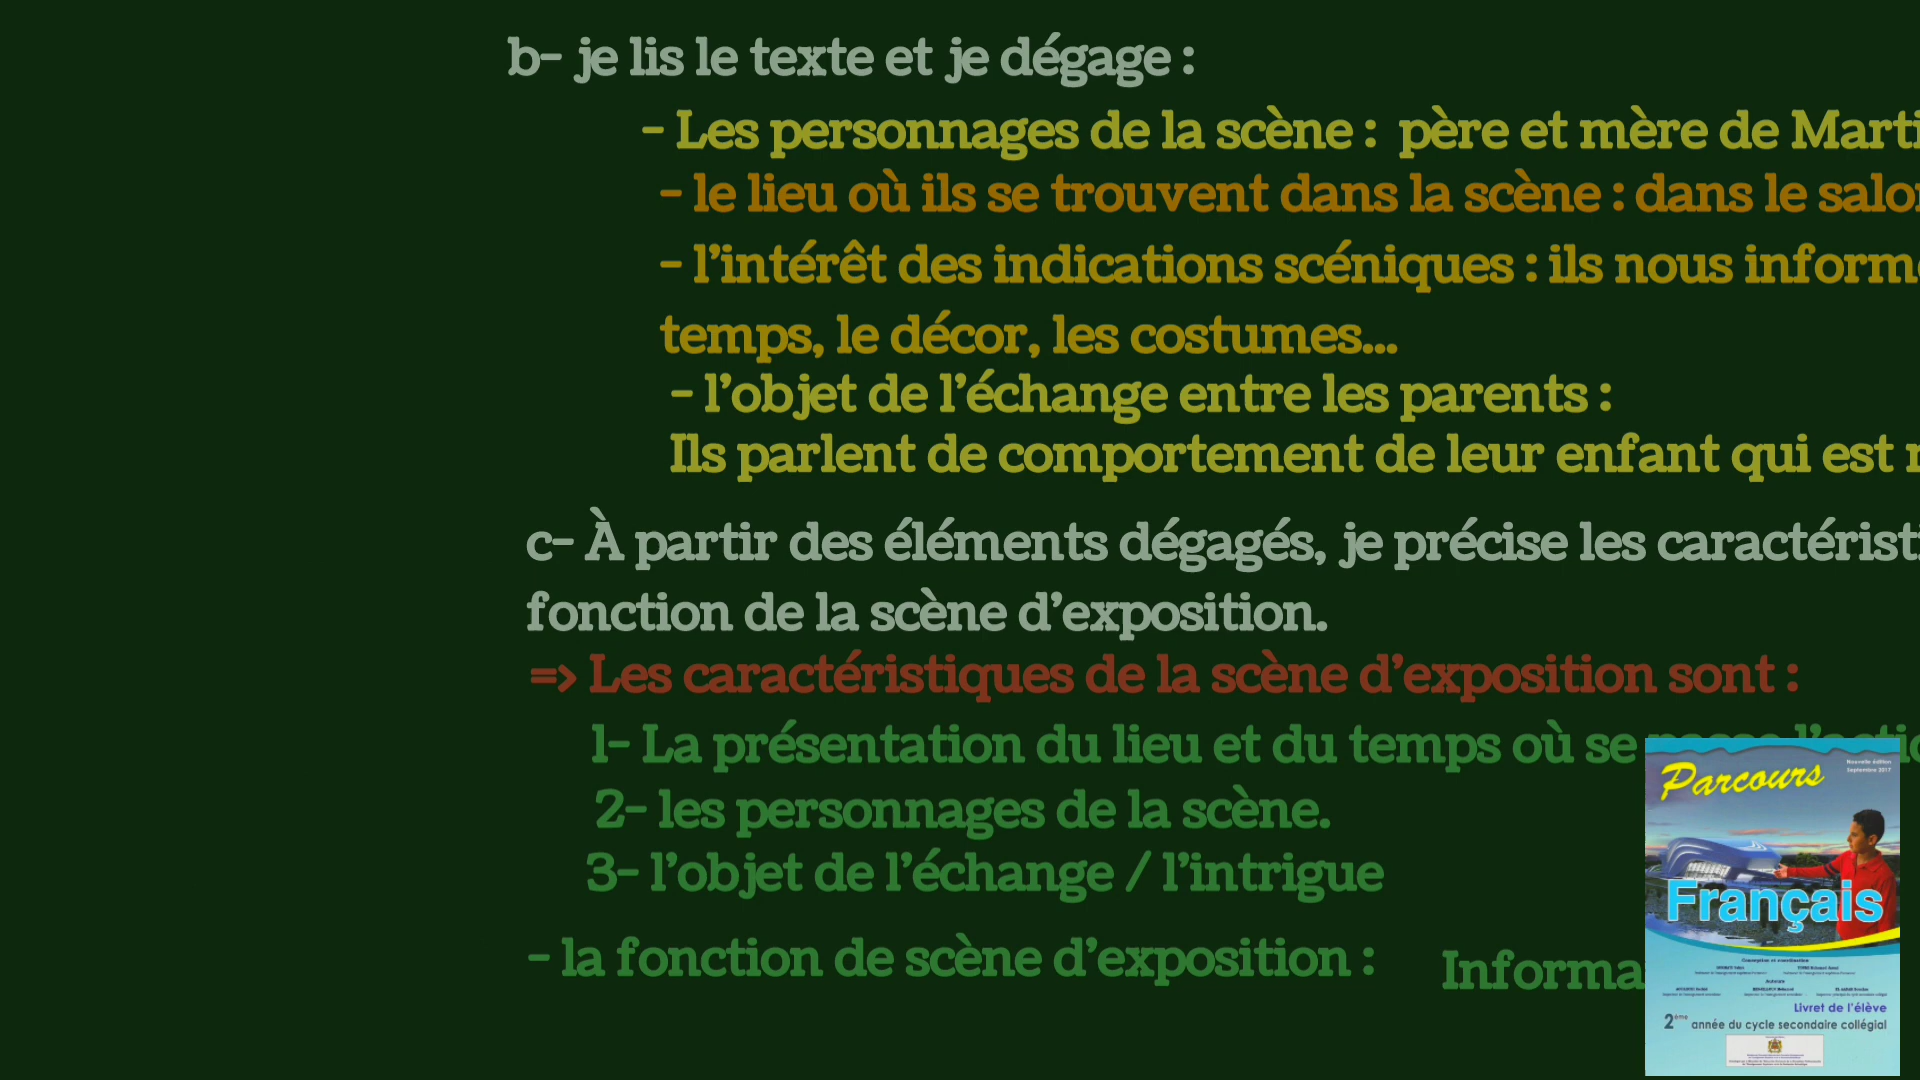 b- je lis le texte et je dégage :
- Les personnages de la scène : père et mère de Marti
- le lieu où ils se trouvent dans la scène : dans le salo
- l'intérêt des indications scéniques : ils nous inform
temps, le décor, les costumes...
- l'objet de l'échange entre les parents :
Ils parlent de comportement de leur enfant qui est
c- À partir des éléments dégagés, je précise les caractérist
fonction de la scène d'exposition.
=> Les caractéristiques de la scène d'exposition sont :
1- La présentation du lieu et du temps où se passe l'actio
2- les personnages de la scène.
3- l'objet de l'échange / l'intrigue
- la fonction de scène d'exposition : Informa
Parcours
Nouvelle édition
Septembre 2017
Français
Livret de l'élève
2ème année du cycle secondaire collégial